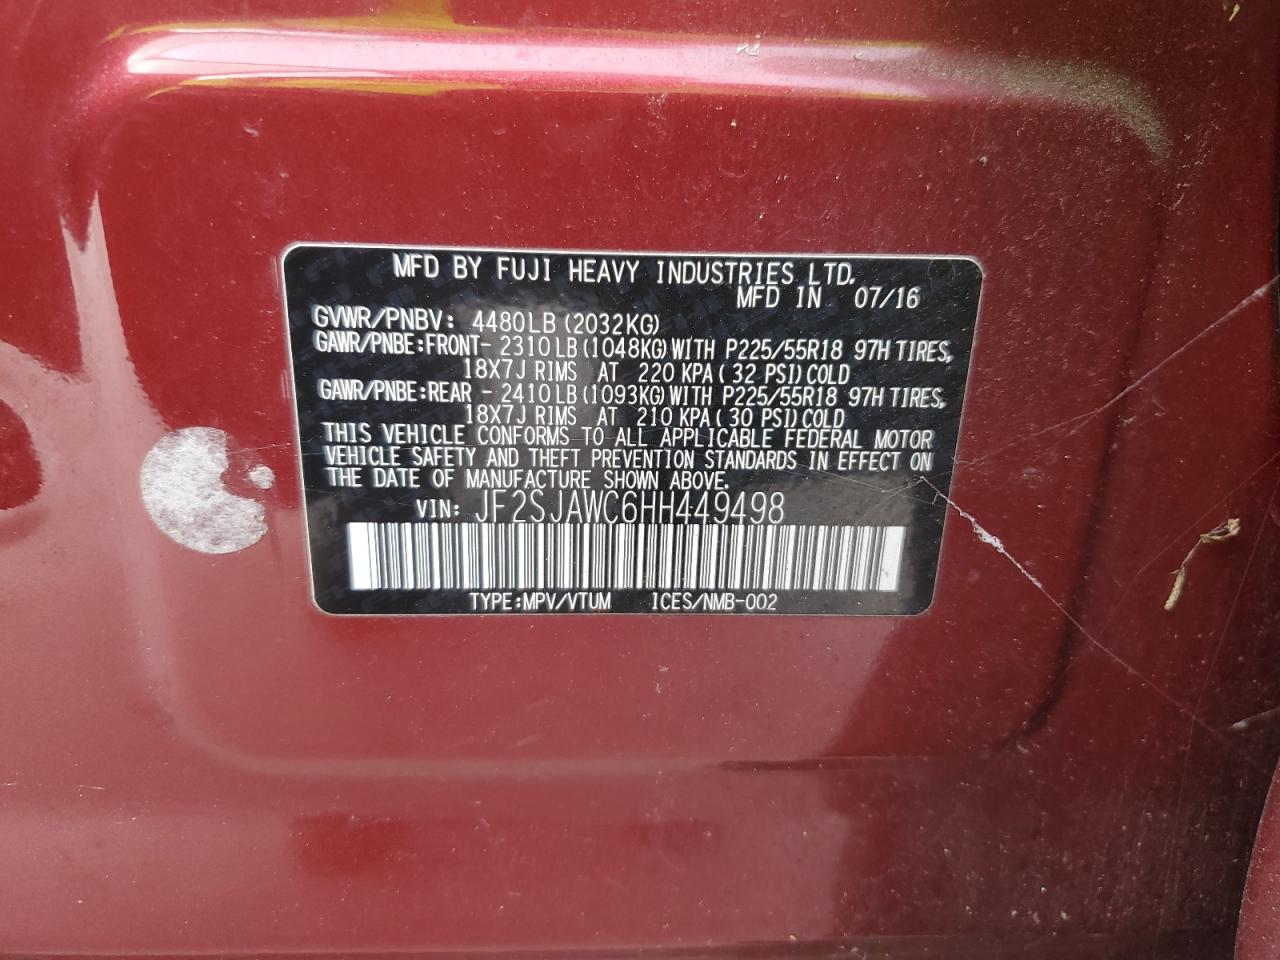 MFD BY FUJI HEAVY INDUSTRIES LTD.
MFD IN 07/16
GVWR/PNBV: 4480LB (2032KG)
GAWR/PNBE:FRONT- 2310LB (1048KG) WITH P225/55R18 97H TIRES,
18X7J RIMS AT 220 KPA ( 32 PSI) COLD
GAWR/PNBE:REAR - 2410LB (1093KG) WITH P225/55R18 97H TIRES,
18X7J RIMS AT 210 KPA ( 30 PSI) COLD
THIS VEHICLE CONFORMS TO ALL APPLICABLE FEDERAL MOTOR
VEHICLE SAFETY AND THEFT PREVENTION STANDARDS IN EFFECT ON
THE DATE OF MANUFACTURE SHOWN ABOVE.
VIN: JF2SJAWC6HH449498
TYPE:MPV/VTUM ICES/NMB-002